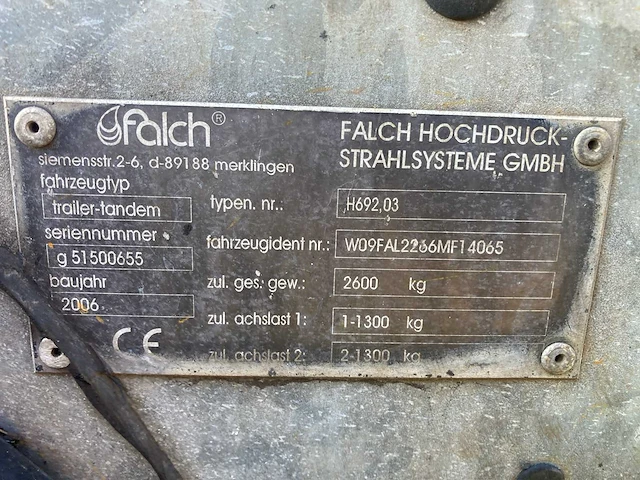 falch®
FALCH HOCHDRUCK-
STRAHLSYSTEME GMBH
siemensstr.2-6, d-89188 merklingen
fahrzeugtyp
trailer-tandem
typen. nr.: H692,03
seriennummer
g 51500655
fahrzeugident nr.: W09FAL2266MF14065
baujahr
2006
zul. ges. gew.: 2600 kg
zul. achslast 1: 1-1300 kg
CE
zul. achslast 2: 2-1300 kg